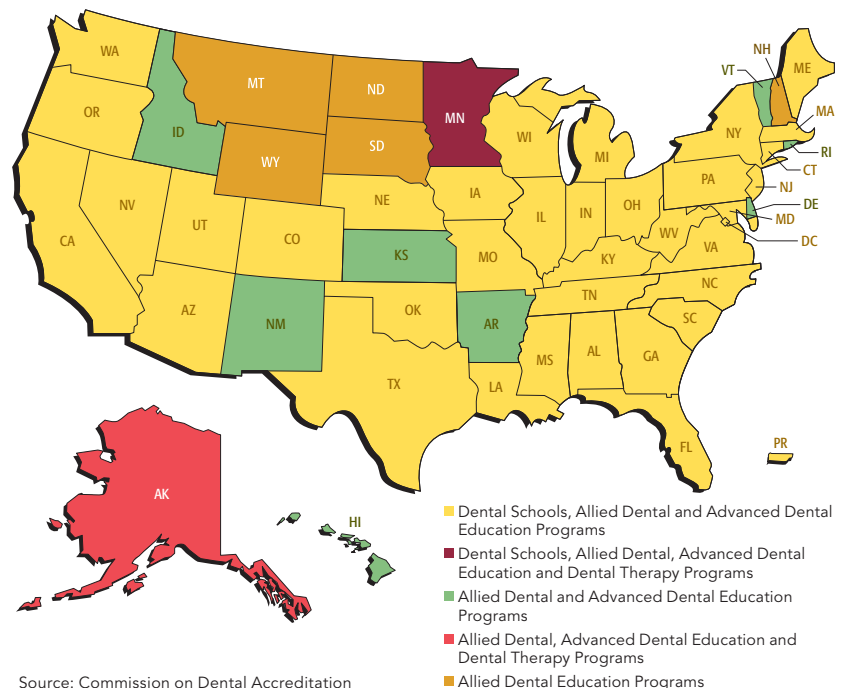 WA
MT
ND
MN
OR
ID
SD
WY
WI
MI
NH
VT
ME
MA
NY
RI
CT
PA
NJ
DE
MD
DC
NV
UT
CA
CO
NE
IA
IL
IN
OH
WV
VA
KS
MO
KY
NC
AZ
NM
OK
AR
TN
SC
TX
LA
MS
AL
GA
FL
PR
AK
HI
Dental Schools, Allied Dental and Advanced Dental
Education Programs
Dental Schools, Allied Dental, Advanced Dental
Education and Dental Therapy Programs
Allied Dental and Advanced Dental Education
Programs
Allied Dental, Advanced Dental Education and
Dental Therapy Programs
Allied Dental Education Programs
Source: Commission on Dental Accreditation